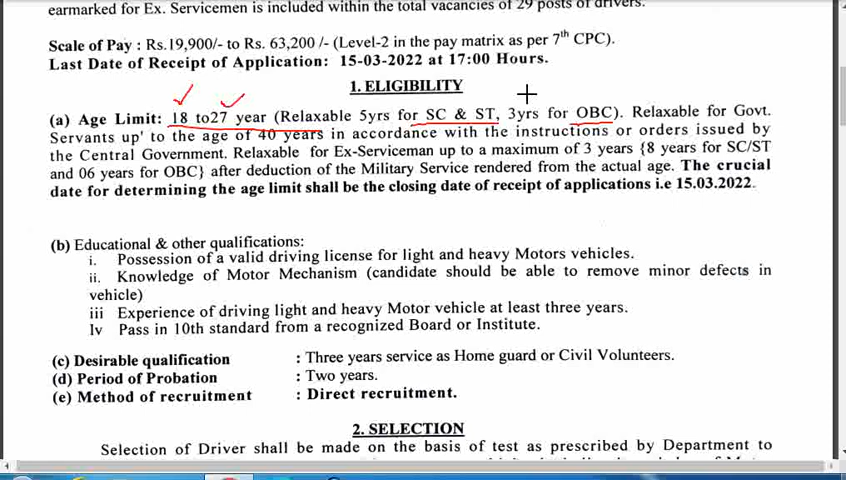 earmarked for Ex. Servicemen is included within the total vacancies of 29 posts of drivers.
Scale of Pay : Rs.19,900/- to Rs. 63,200 /- (Level-2 in the pay matrix as per 7th CPC).
Last Date of Receipt of Application: 15-03-2022 at 17:00 Hours.
1. ELIGIBILITY
(a) Age Limit: 18 to27 year (Relaxable 5yrs for SC & ST, 3yrs for OBC). Relaxable for Govt.
Servants up' to the age of 40 years in accordance with the instructions or orders issued by
the Central Government. Relaxable for Ex-Serviceman up to a maximum of 3 years {8 years for SC/ST
and 06 years for OBC} after deduction of the Military Service rendered from the actual age. The crucial
date for determining the age limit shall be the closing date of receipt of applications i.e 15.03.2022.
(b) Educational & other qualifications:
i. Possession of a valid driving license for light and heavy Motors vehicles.
ii. Knowledge of Motor Mechanism (candidate should be able to remove minor defects in
vehicle)
iii Experience of driving light and heavy Motor vehicle at least three years.
Iv Pass in 10th standard from a recognized Board or Institute.
(c) Desirable qualification : Three years service as Home guard or Civil Volunteers.
(d) Period of Probation : Two years.
(e) Method of recruitment : Direct recruitment.
2. SELECTION
Selection of Driver shall be made on the basis of test as prescribed by Department to